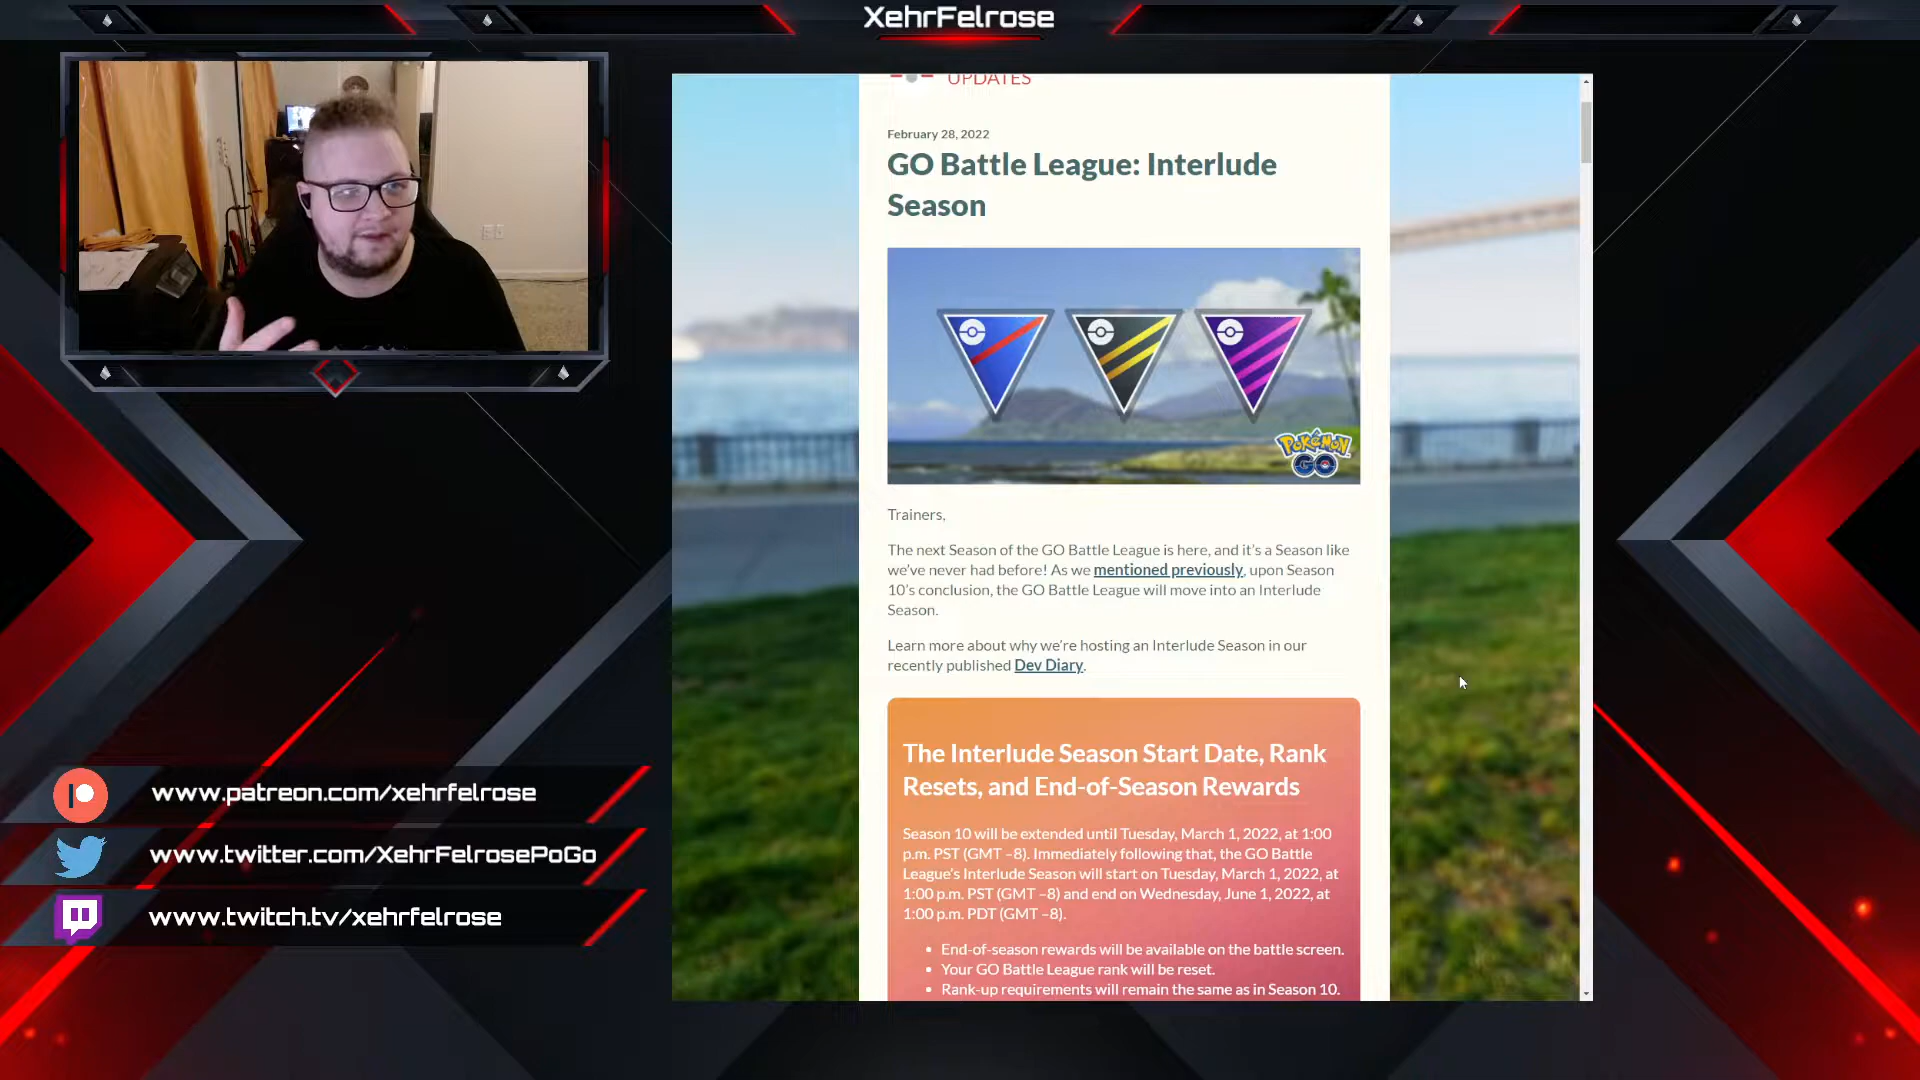 XehrFelrose
UPDATES
February 28, 2022
GO Battle League: Interlude
Season
POKÉMON
GO
Trainers,
The next Season of the GO Battle League is here, and it's a Season like
we've never had before! As we mentioned previously, upon Season
10's conclusion, the GO Battle League will move into an Interlude
Season.
Learn more about why we're hosting an Interlude Season in our
recently published Dev Diary.
The Interlude Season Start Date, Rank
Resets, and End-of-Season Rewards
Season 10 will be extended until Tuesday, March 1, 2022, at 1:00
p.m. PST (GMT −8). Immediately following that, the GO Battle
League's Interlude Season will start on Tuesday, March 1, 2022, at
1:00 p.m. PST (GMT −8) and end on Wednesday, June 1, 2022, at
1:00 p.m. PDT (GMT −8).
• End-of-season rewards will be available on the battle screen.
• Your GO Battle League rank will be reset.
• Rank-up requirements will remain the same as in Season 10.
www.patreon.com/xehrfelrose
www.twitter.com/XehrFelrosePoGo
www.twitch.tv/xehrfelrose